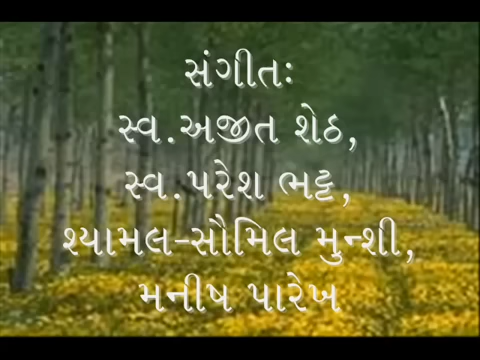 સંગીતઃ
સ્વ.અજીત શેઠ,
સ્વ.પરેશ ભટ્ટ,
શ્યામલ-સૌમિલ મુન્શી,
મનીષ પારેખ